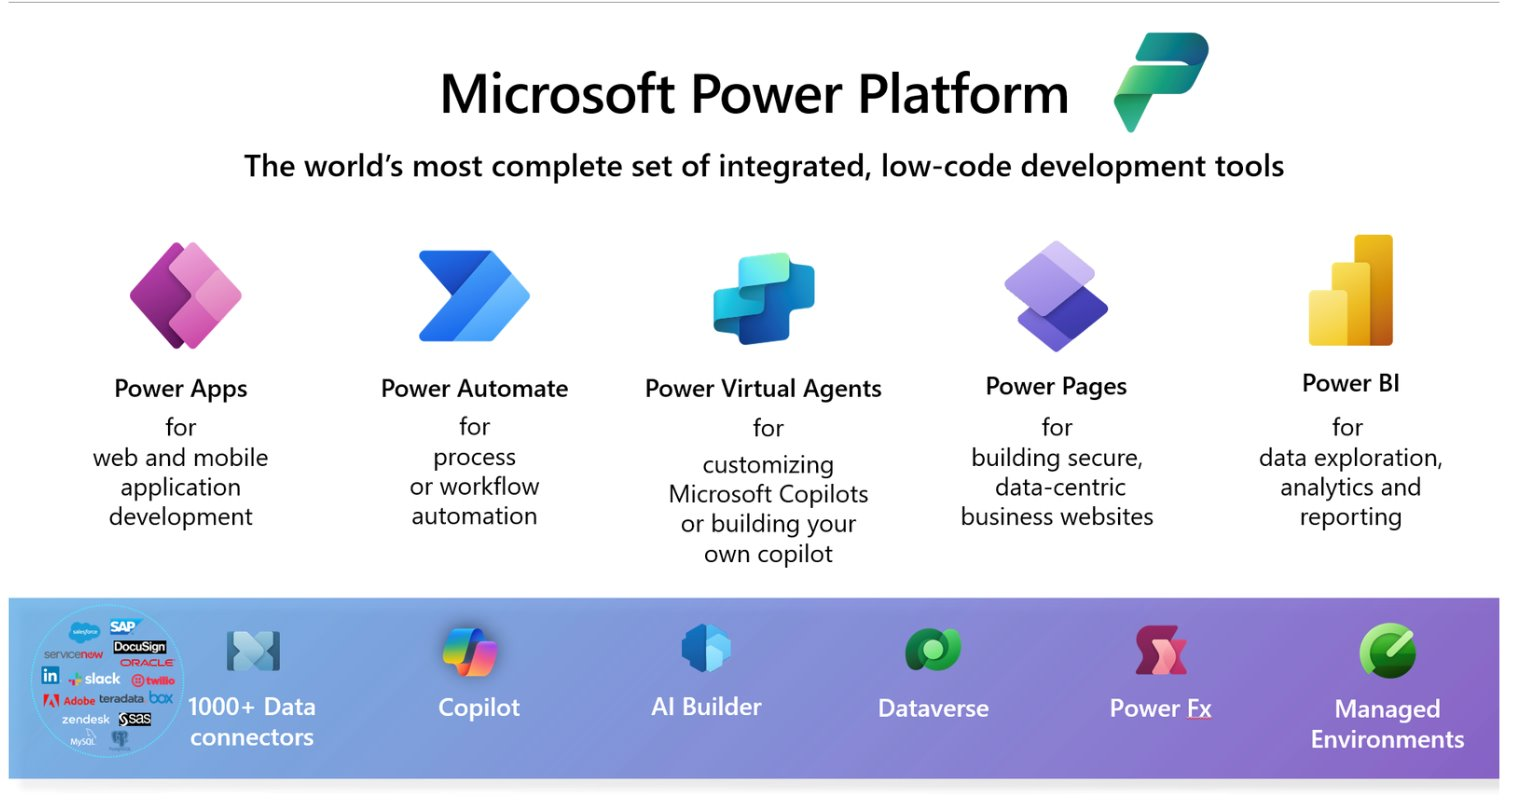 Microsoft Power Platform
The world's most complete set of integrated, low-code development tools
Power Apps
for
web and mobile
application
development
Power Automate
for
process
or workflow
automation
Power Virtual Agents
for
customizing
Microsoft Copilots
or building your
own copilot
Power Pages
for
building secure,
data-centric
business websites
Power BI
for
data exploration,
analytics and
reporting
salesforce
SAP
servicenow
DocuSign
ORACLE
in
slack
twilio
Adobe
teradata.
box
zendesk
sas
MySQL
PostgreSQL
1000+ Data
connectors
Copilot
AI Builder
Dataverse
Power Fx
Managed
Environments